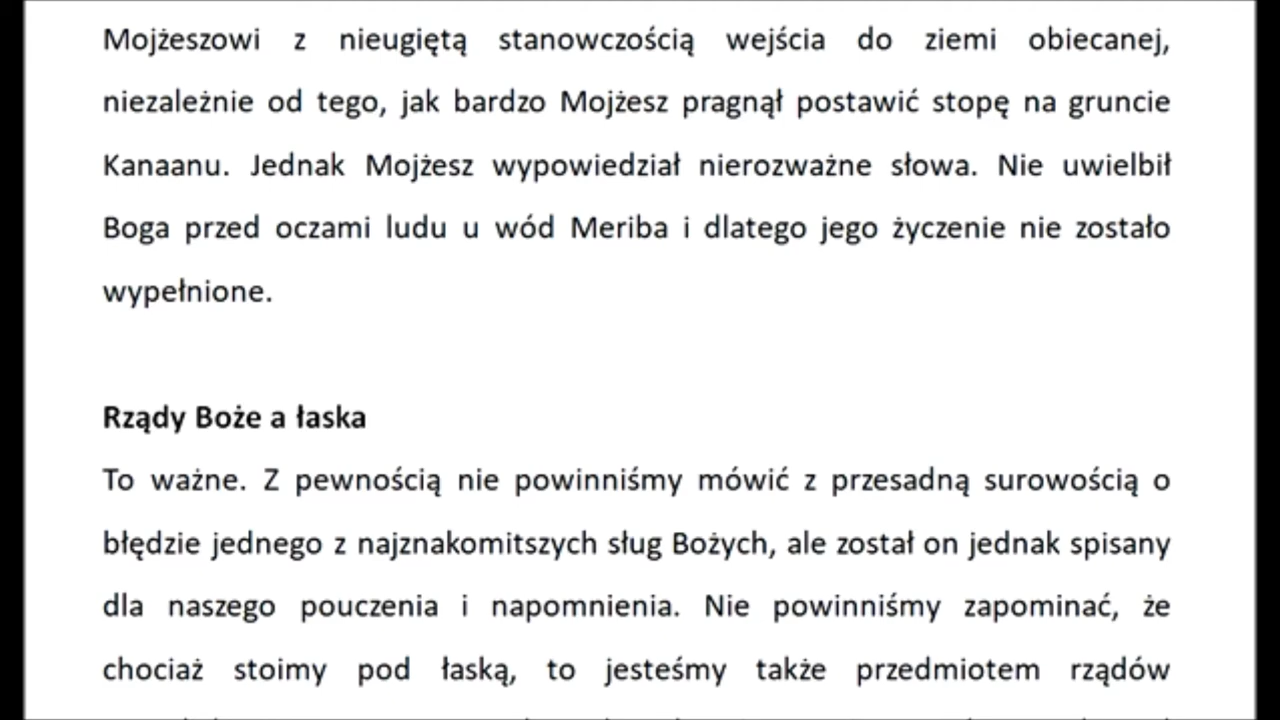 Mojżeszowi z nieugiętą stanowczością wejścia do ziemi obiecanej,
niezależnie od tego, jak bardzo Mojżesz pragnął postawić stopę na gruncie
Kanaanu. Jednak Mojżesz wypowiedział nierozważne słowa. Nie uwielbił
Boga przed oczami ludu u wód Meriba i dlatego jego życzenie nie zostało
wypełnione.
Rządy Boże a łaska
To ważne. Z pewnością nie powinniśmy mówić z przesadną surowością o
błędzie jednego z najznakomitszych sług Bożych, ale został on jednak spisany
dla naszego pouczenia i napomnienia. Nie powinniśmy zapominać, że
chociaż stoimy pod łaską, to jesteśmy także przedmiotem rządów